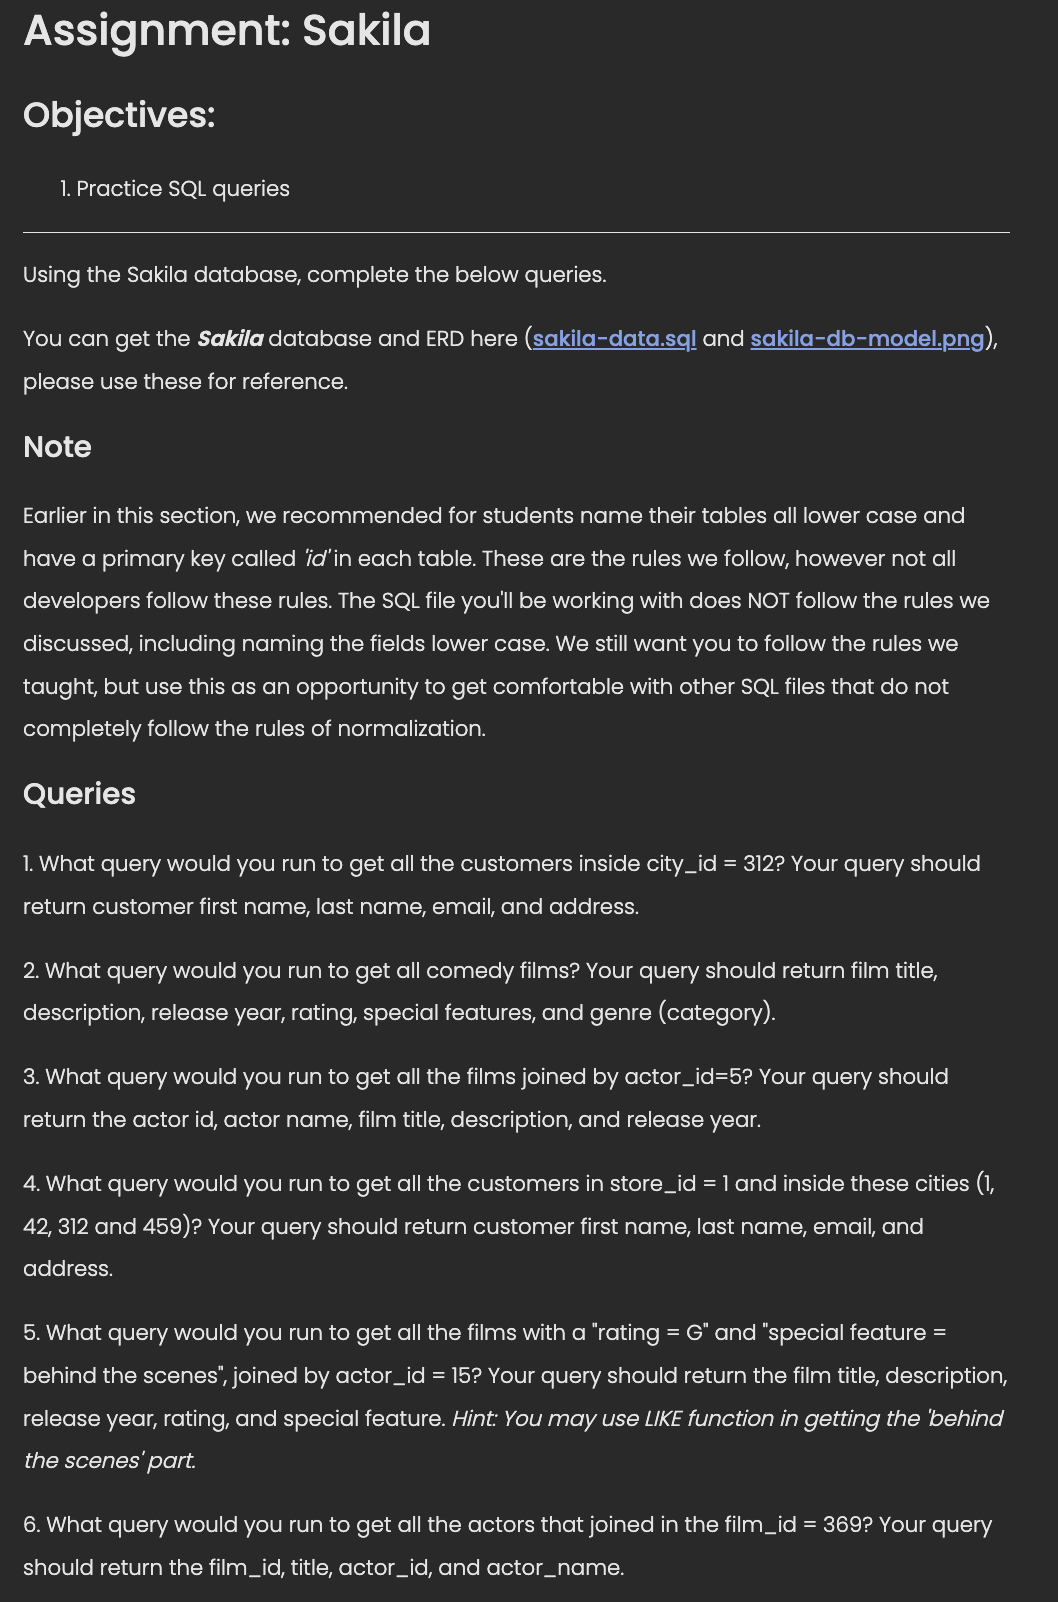 Assignment: Sakila
Objectives:
1. Practice SQL queries
Using the Sakila database, complete the below queries.
You can get the Sakila database and ERD here (sakila-data.sql and sakila-db-model.png),
please use these for reference.
Note
Earlier in this section, we recommended for students name their tables all lower case and
have a primary key called 'id' in each table. These are the rules we follow, however not all
developers follow these rules. The SQL file you'll be working with does NOT follow the rules we
discussed, including naming the fields lower case. We still want you to follow the rules we
taught, but use this as an opportunity to get comfortable with other SQL files that do not
completely follow the rules of normalization.
Queries
1. What query would you run to get all the customers inside city_id = 312? Your query should
return customer first name, last name, email, and address.
2. What query would you run to get all comedy films? Your query should return film title,
description, release year, rating, special features, and genre (category).
3. What query would you run to get all the films joined by actor_id=5? Your query should
return the actor id, actor name, film title, description, and release year.
4. What query would you run to get all the customers in store_id = 1 and inside these cities (1,
42, 312 and 459)? Your query should return customer first name, last name, email, and
address.
5. What query would you run to get all the films with a "rating = G" and "special feature =
behind the scenes", joined by actor_id = 15? Your query should return the film title, description,
release year, rating, and special feature. Hint: You may use LIKE function in getting the 'behind
the scenes' part.
6. What query would you run to get all the actors that joined in the film_id = 369? Your query
should return the film_id, title, actor_id, and actor_name.